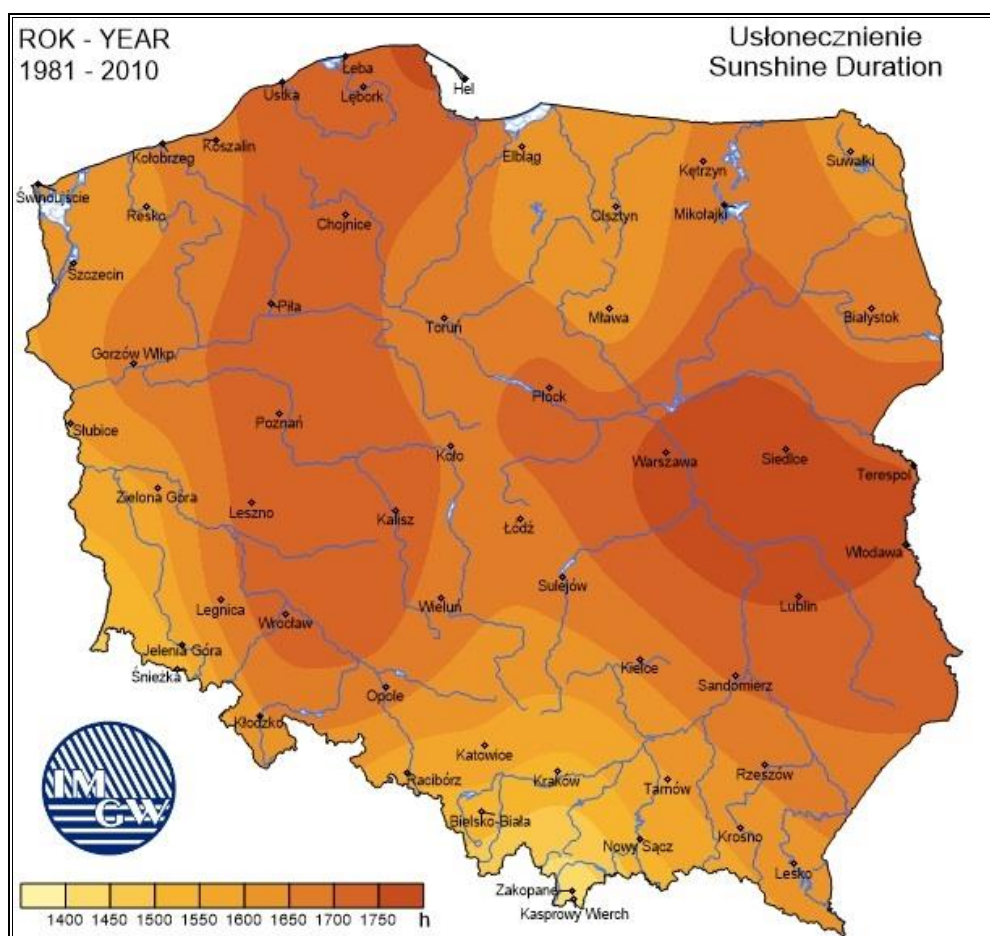 ROK - YEAR
1981 - 2010
Usłonecznienie
Sunshine Duration
Łeba
Hel
Ustka
Lębork
Koszalin
Kołobrzeg
Elbląg
Suwałki
Kętrzyn
Świnoujście
Resko
Chojnice
Olsztyn
Mikołajki
Szczecin
Piła
Toruń
Mława
Białystok
Gorzów Wlkp.
Płock
Poznań
Słubice
Koło
Warszawa
Siedlce
Terespol
Zielona Góra
Leszno
Kalisz
Łódź
Włodawa
Sulejów
Legnica
Wieluń
Lublin
Wrocław
Jelenia Góra
Śnieżka
Kielce
Opole
Sandomierz
Kłodzko
Katowice
Racibórz
Kraków
Tarnów
Rzeszów
Bielsko-Biała
Krosno
Nowy Sącz
Lesko
Zakopane
Kasprowy Wierch
IM
GW
1400 1450 1500 1550 1600 1650 1700 1750 h